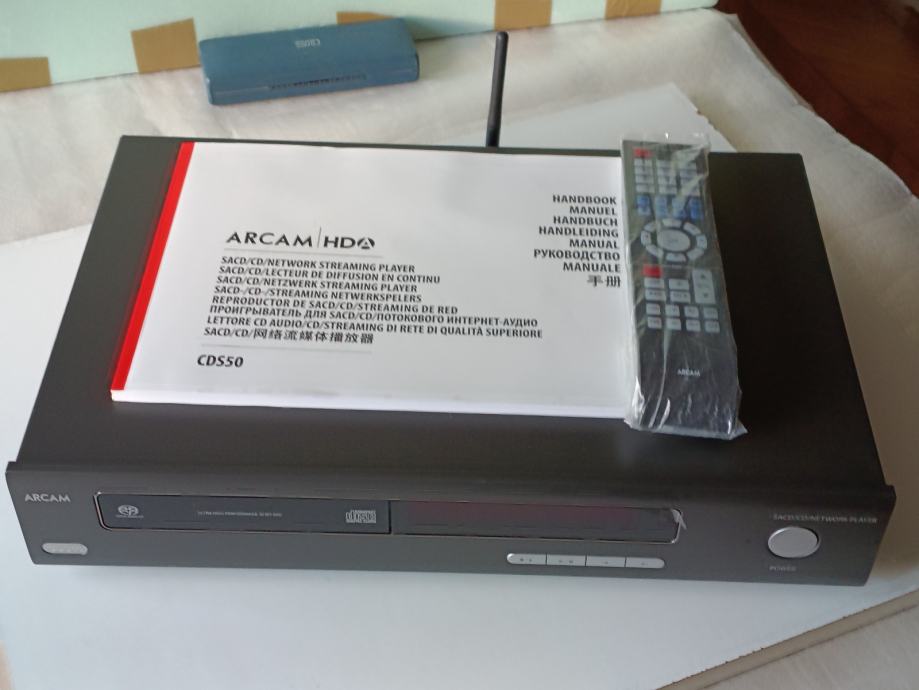 CROSS
ARCAM HDA
SACD/CD/NETWORK STREAMING PLAYER
SACD/CD/LECTEUR DE DIFFUSION EN CONTINU
SACD/CD/NETZWERK STREAMING PLAYER
SACD-/CD-/STREAMING NETWERKSPELERS
REPRODUCTOR DE SACD/CD/STREAMING DE RED
ПРОИГРЫВАТЕЛЬ ДЛЯ SACD/CD/ПОТОКОВОГО ИНТЕРНЕТ-АУДИО
LETTORE CD AUDIO/CD/STREAMING DI RETE DI QUALITÀ SUPERIORE
SACD/CD/网络流媒体播放器
CDS50
HANDBOOK
MANUEL
HANDBUCH
HANDLEIDING
MANUAL
РУКОВОДСТВО
MANUALE
手册
ARCAM
ARCAM
SACD/CD/NETWORK PLAYER
POWER